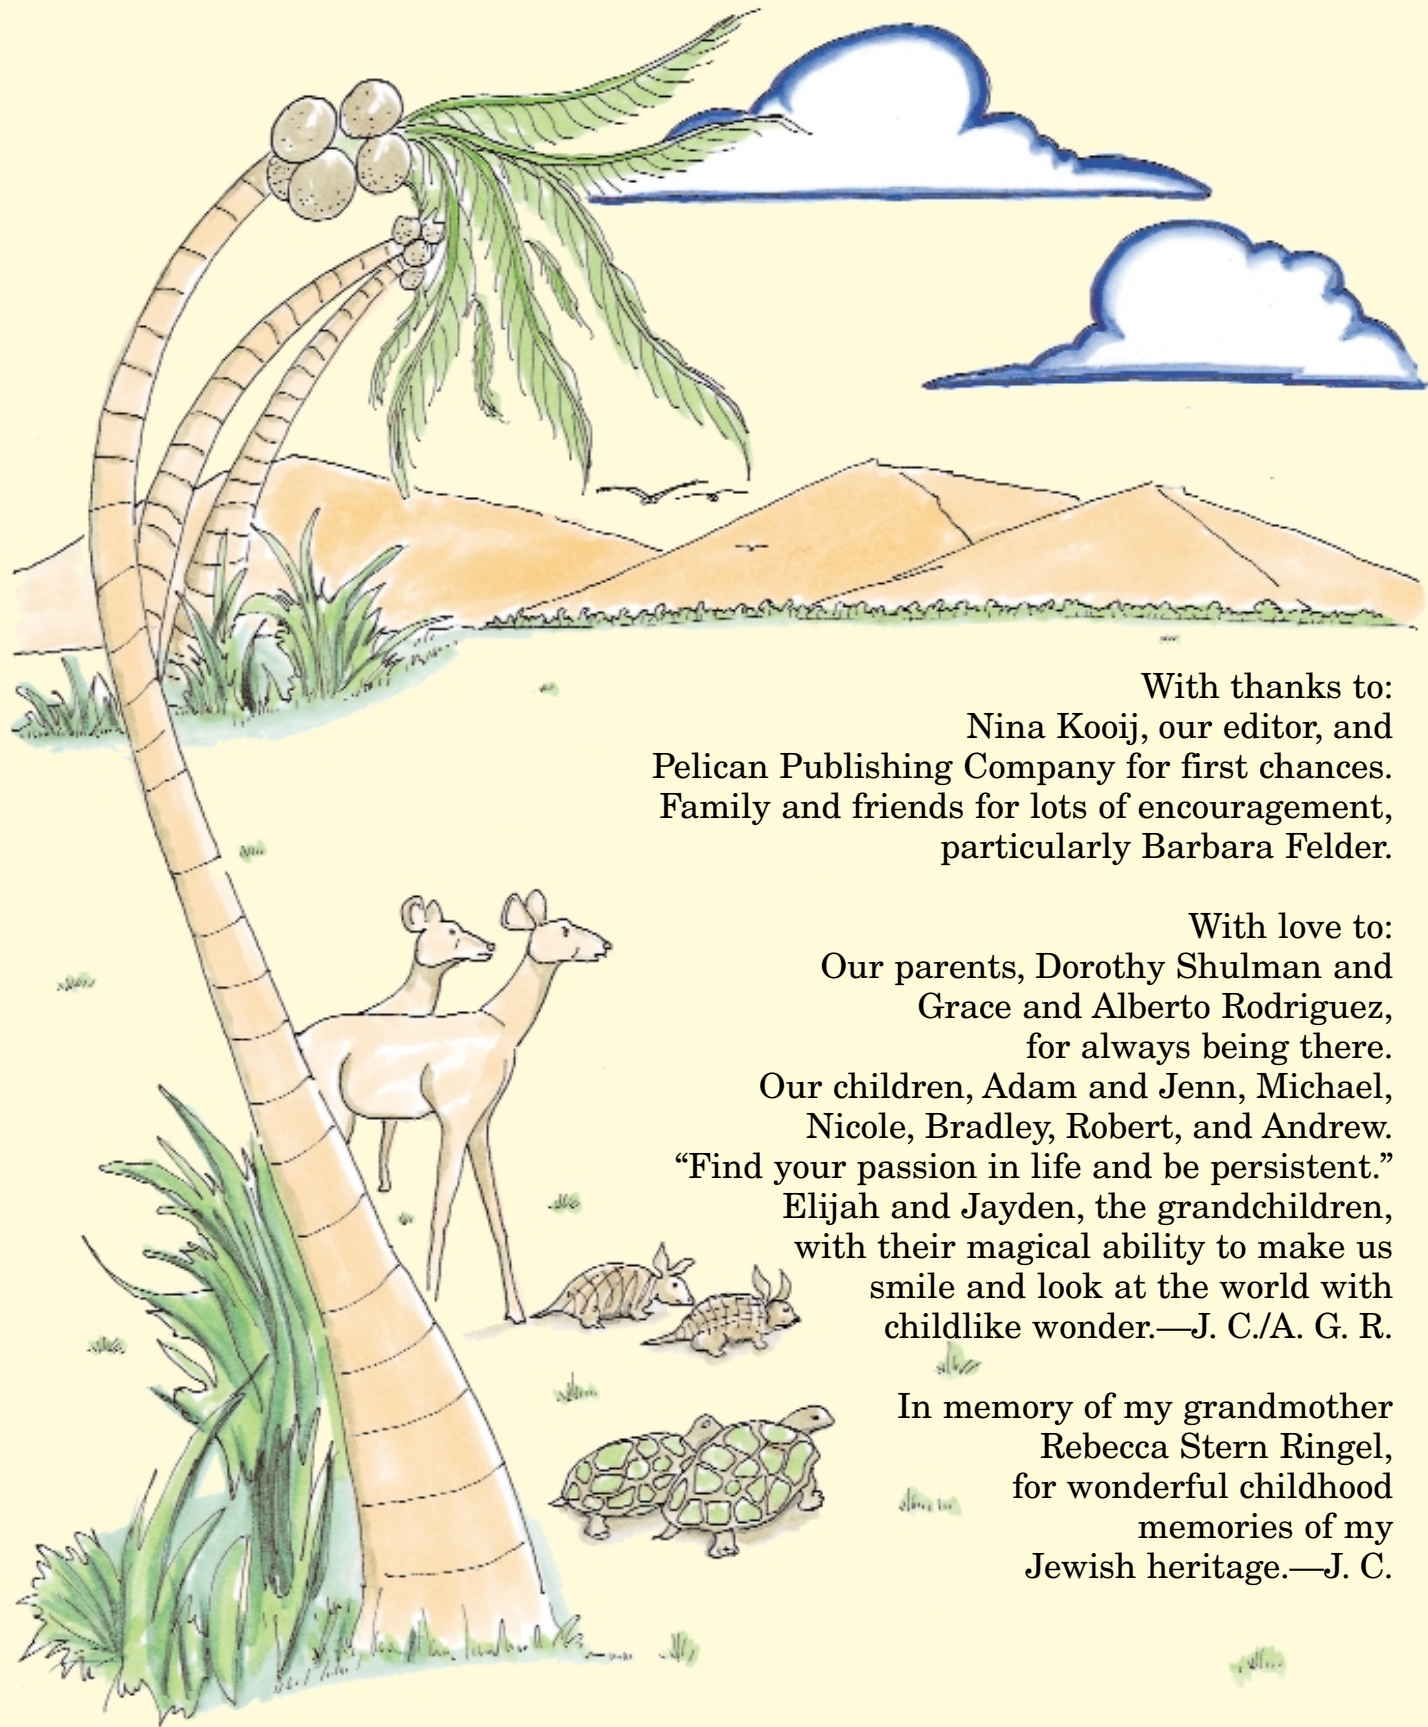 With thanks to:
Nina Kooij, our editor, and
Pelican Publishing Company for first chances.
Family and friends for lots of encouragement,
particularly Barbara Felder.
With love to:
Our parents, Dorothy Shulman and
Grace and Alberto Rodriguez,
for always being there.
Our children, Adam and Jenn, Michael,
Nicole, Bradley, Robert, and Andrew.
“Find your passion in life and be persistent.”
Elijah and Jayden, the grandchildren,
with their magical ability to make us
smile and look at the world with
childlike wonder.—J. C./A. G. R.
In memory of my grandmother
Rebecca Stern Ringel,
for wonderful childhood
memories of my
Jewish heritage.—J. C.